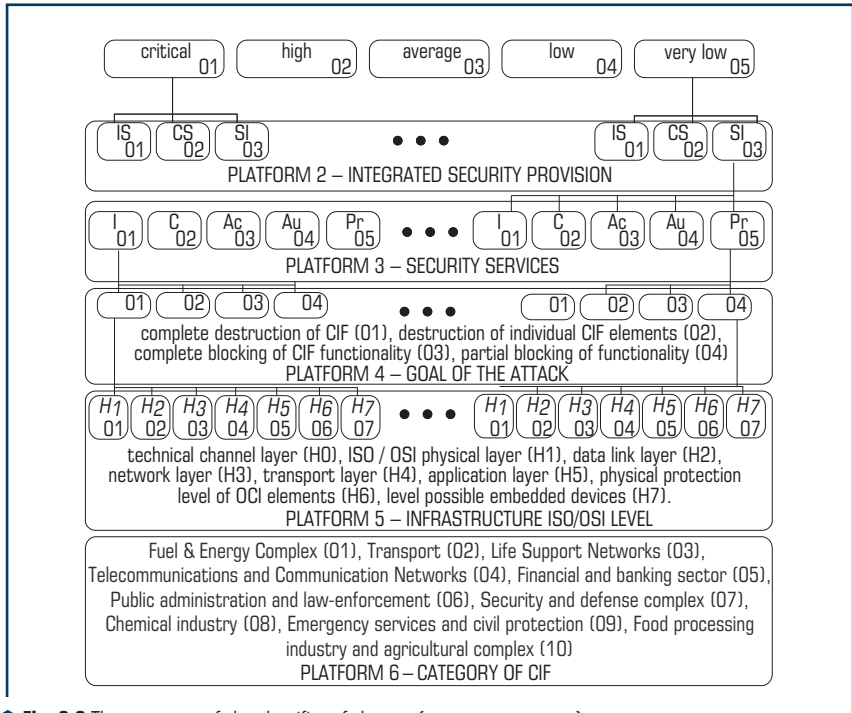 critical 01 high 02 average 03 low 04 very low 05
IS 01 CS 02 SI 03 • • • IS 01 CS 02 SI 03
PLATFORM 2 – INTEGRATED SECURITY PROVISION
I 01 C 02 Ac 03 Au 04 Pr 05 • • • I 01 C 02 Ac 03 Au 04 Pr 05
PLATFORM 3 – SECURITY SERVICES
01 02 03 04 • • • 01 02 03 04
complete destruction of CIF (01), destruction of individual CIF elements (02),
complete blocking of CIF functionality (03), partial blocking of functionality (04)
PLATFORM 4 – GOAL OF THE ATTACK
H1 01 H2 02 H3 03 H4 04 H5 05 H6 06 H7 07 • • • H1 01 H2 02 H3 03 H4 04 H5 05 H6 06 H7 07
technical channel layer (H0), ISO / OSI physical layer (H1), data link layer (H2),
network layer (H3), transport layer (H4), application layer (H5), physical protection
level of OCI elements (H6), level possible embedded devices (H7).
PLATFORM 5 – INFRASTRUCTURE ISO/OSI LEVEL
Fuel & Energy Complex (01), Transport (02), Life Support Networks (03),
Telecommunications and Communication Networks (04), Financial and banking sector (05),
Public administration and law-enforcement (06), Security and defense complex (07),
Chemical industry (08), Emergency services and civil protection (09), Food processing
industry and agricultural complex (10)
PLATFORM 6 – CATEGORY OF CIF